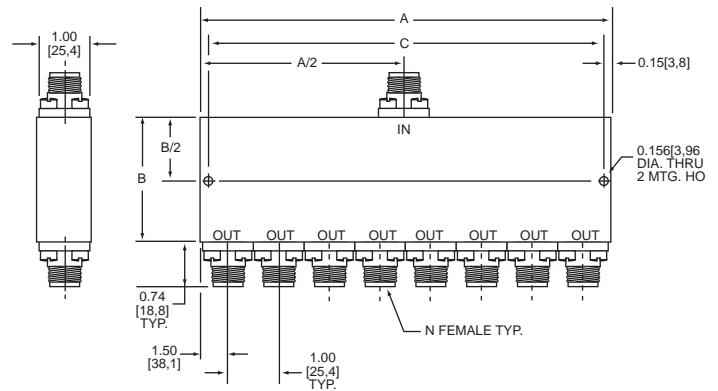 A
1.00
[25,4]
C
A/2
0.15[3,8]
IN
B/2
B
0.156[3,96
DIA. THRU
2 MTG. HO
OUT OUT OUT OUT OUT OUT OUT OUT
0.74
[18,8]
TYP.
N FEMALE TYP.
1.50
[38,1]
1.00
[25,4]
TYP.